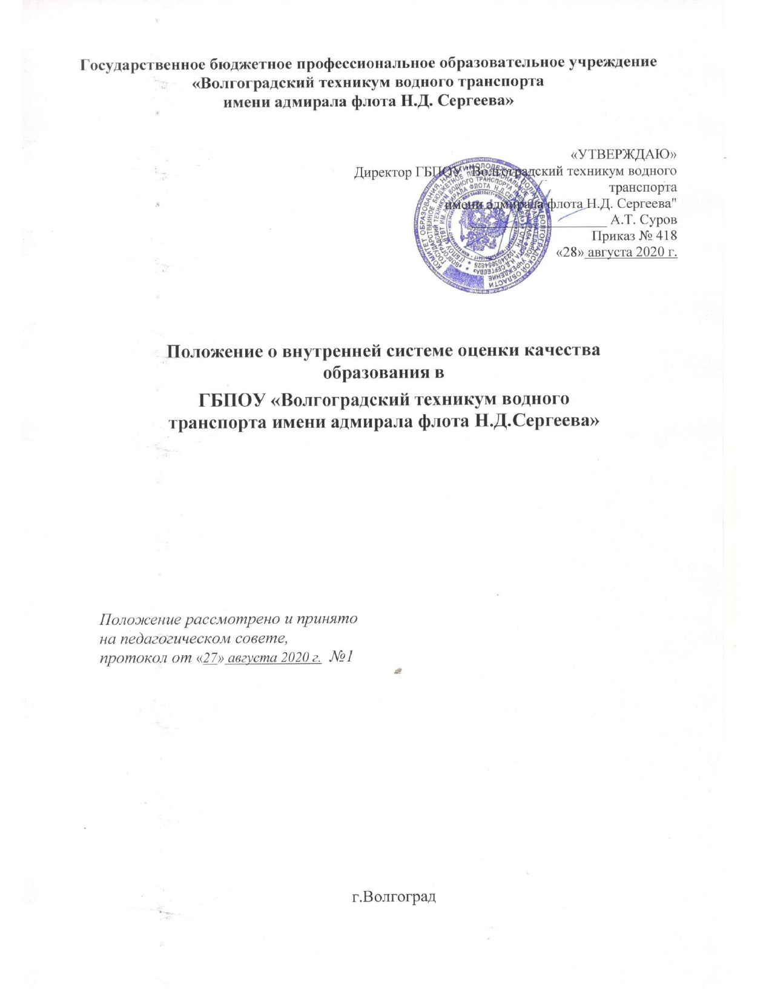 Государственное бюджетное профессиональное образовательное учреждение
«Волгоградский техникум водного транспорта
имени адмирала флота Н.Д. Сергеева»
«УТВЕРЖДАЮ»
Директор ГБПОУ "Волгоградский техникум водного
транспорта
имени адмирала флота Н.Д. Сергеева"
А.Т. Суров
Приказ № 418
«28» августа 2020 г.
Положение о внутренней системе оценки качества
образования в
ГБПОУ «Волгоградский техникум водного
транспорта имени адмирала флота Н.Д.Сергеева»
Положение рассмотрено и принято
на педагогическом совете,
протокол от «27» августа 2020 г. №1
г.Волгоград